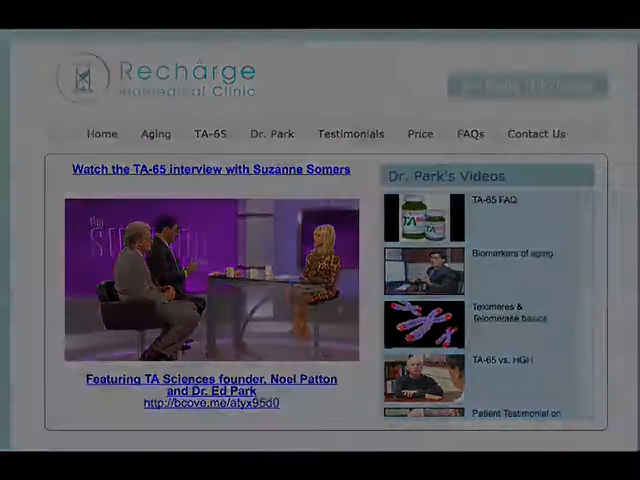 Rechârge
Biomedical Clinic
Home
Aging
TA-65
Dr. Park
Testimonials
Price
FAQs
Contact Us
Watch the TA-65 interview with Suzanne Somers
Dr. Park's Videos
TA-65 FAQ
Biomarkers of aging
Telomeres &
Telomerase basics
TA-65 vs. HGH
Patient Testimonial on
the
Featuring TA Sciences founder, Noel Patton
and Dr. Ed Park
http://bcove.me/atyx95d0